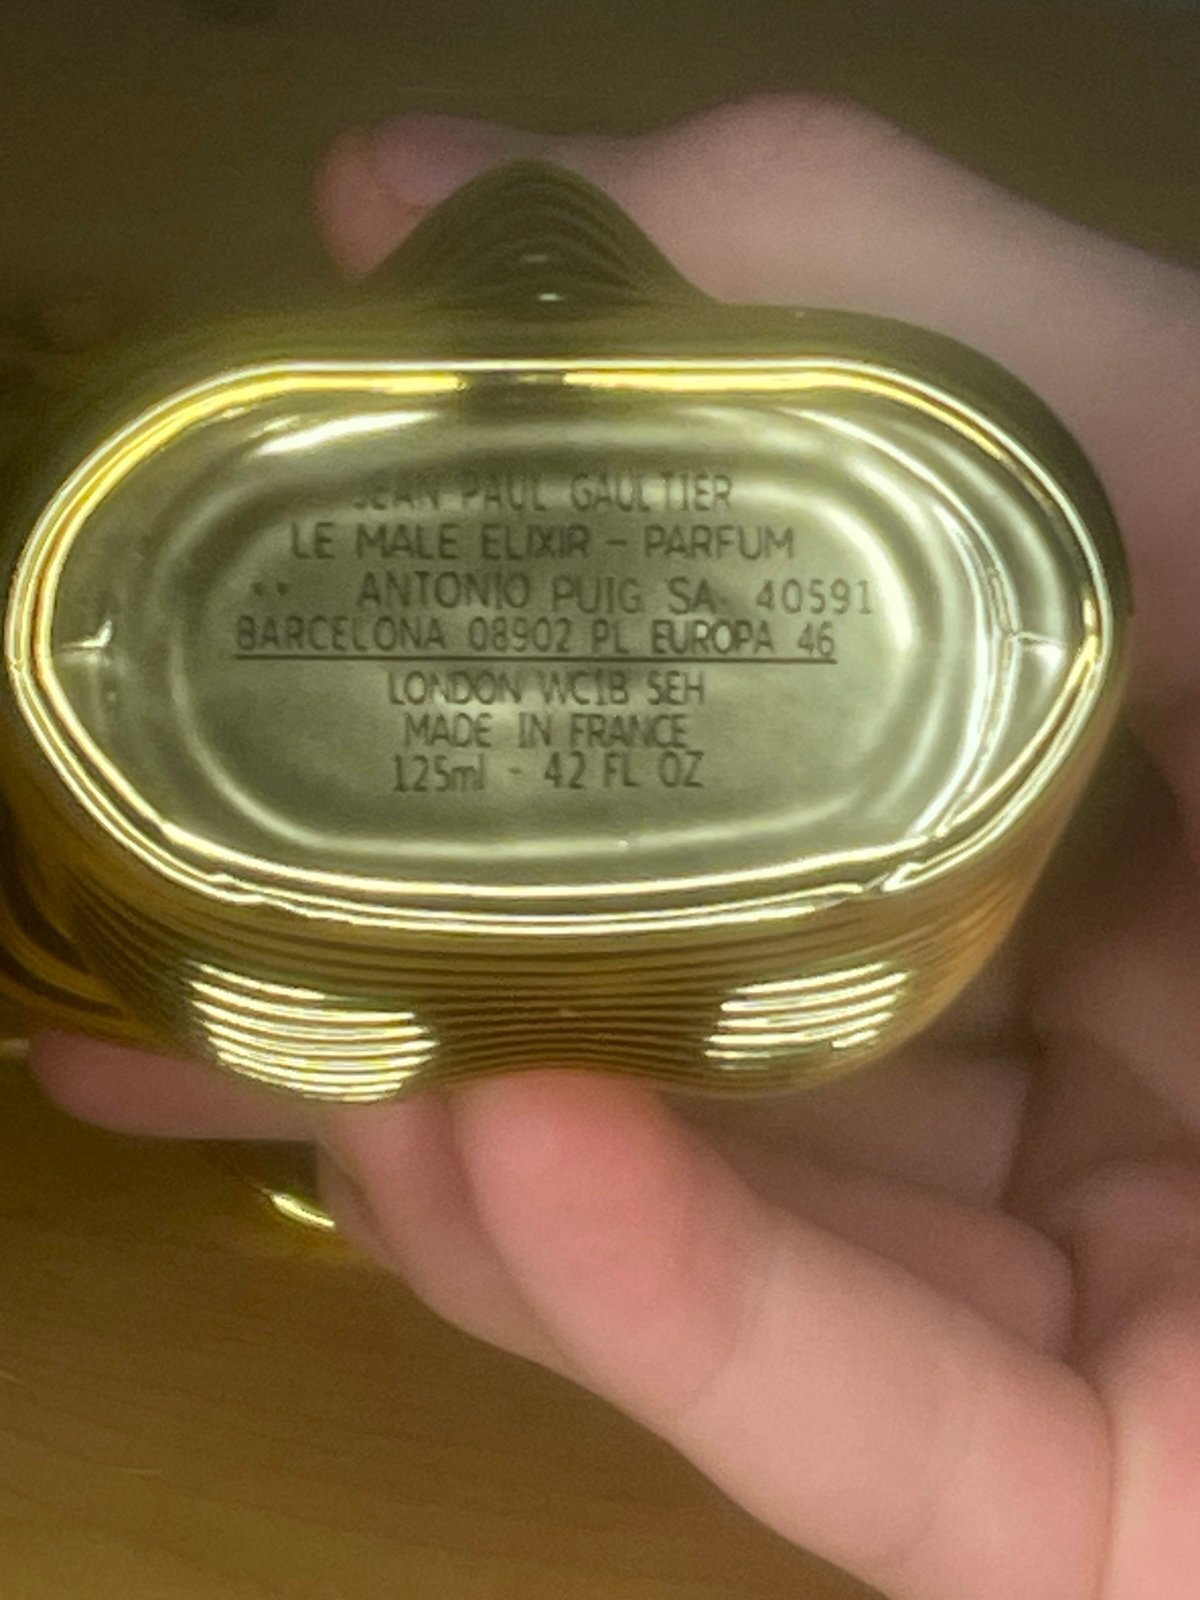 JEAN PAUL GAULTIER
LE MALE ELIXIR - PARFUM
ANTONIO PUIG SA 40591
BARCELONA 08902 PL EUROPA 46
LONDON WC1B 5EH
MADE IN FRANCE
125ml - 42 FL OZ